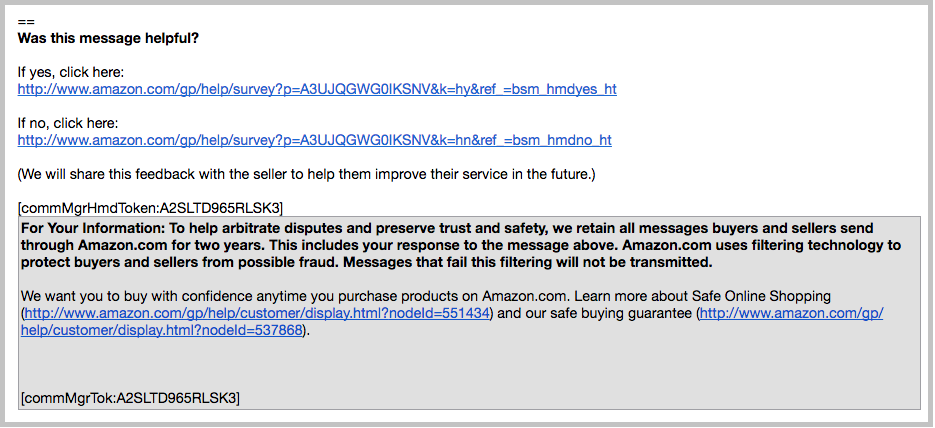 ==
Was this message helpful?
If yes, click here:
http://www.amazon.com/gp/help/survey?p=A3UJQGWG0IKSNV&k=hy&ref_=bsm_hmdyes_ht
If no, click here:
http://www.amazon.com/gp/help/survey?p=A3UJQGWG0IKSNV&k=hn&ref_=bsm_hmdno_ht
(We will share this feedback with the seller to help them improve their service in the future.)
[commMgrHmdToken:A2SLTD965RLSK3]
For Your Information: To help arbitrate disputes and preserve trust and safety, we retain all messages buyers and sellers send
through Amazon.com for two years. This includes your response to the message above. Amazon.com uses filtering technology to
protect buyers and sellers from possible fraud. Messages that fail this filtering will not be transmitted.
We want you to buy with confidence anytime you purchase products on Amazon.com. Learn more about Safe Online Shopping
(http://www.amazon.com/gp/help/customer/display.html?nodeId=551434) and our safe buying guarantee (http://www.amazon.com/gp/
help/customer/display.html?nodeId=537868).
[commMgrTok:A2SLTD965RLSK3]